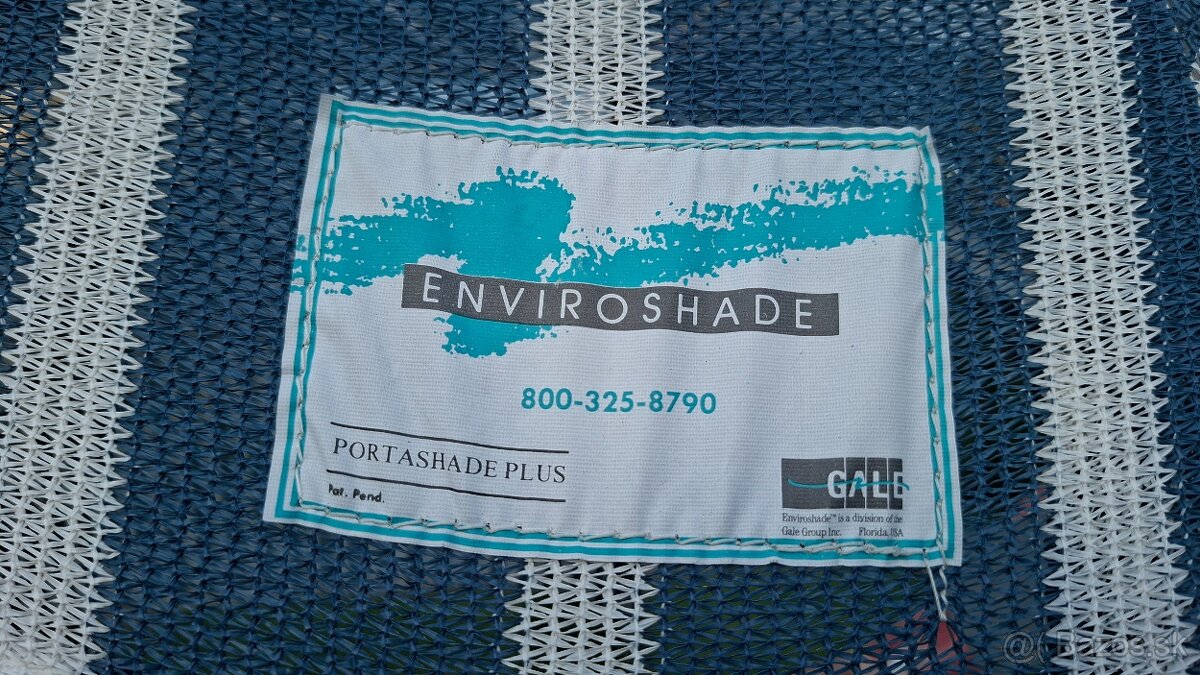 ENVIROSHADE
800-325-8790
PORTASHADE PLUS
Pat. Pend.
GALE
Enviroshade™ is a division of the
Gale Group Inc. Florida, USA
@ Bazos.sk